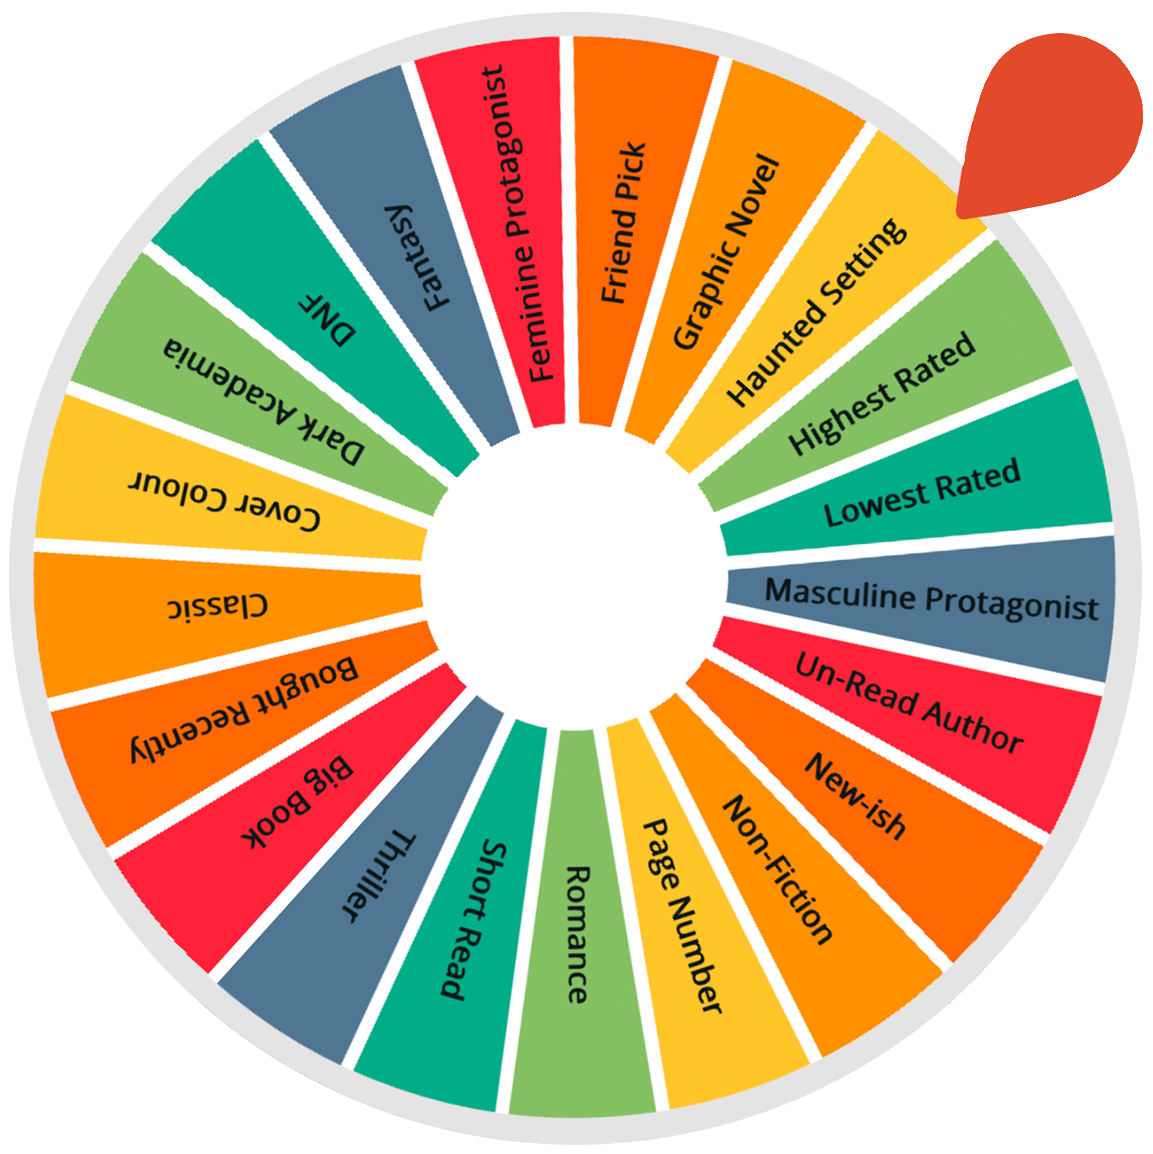 Friend Pick
Graphic Novel
Haunted Setting
Highest Rated
Lowest Rated
Masculine Protagonist
Un-Read Author
New-ish
Non-Fiction
Page Number
Romance
Short Read
Thriller
Big Book
Bought Recently
Classic
Cover Colour
Dark Academia
DNF
Fantasy
Feminine Protagonist